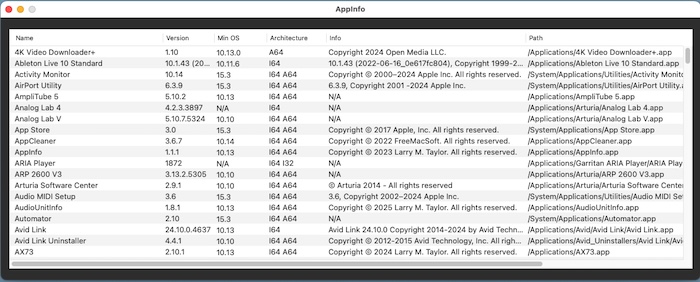 AppInfo
Name Version Min OS Architecture Info Path
4K Video Downloader+ 1.10 10.13.0 A64 Copyright 2024 Open Media LLC. /Applications/4K Video Downloader+.app
Ableton Live 10 Standard 10.1.43 (20... 10.11.6 I64 10.1.43 (2022-06-16_0e617fc804), Copyright 1999-2... /Applications/Ableton Live 10 Standard.app
Activity Monitor 10.14 15.3 I64 A64 Copyright © 2000–2024 Apple Inc. All rights reserved. /System/Applications/Utilities/Activity Monito
AirPort Utility 6.3.9 15.3 I64 A64 6.3.9, Copyright 2001 -2024 Apple Inc. /System/Applications/Utilities/AirPort Utility.
AmpliTube 5 5.10.2 10.13 I64 A64 N/A /Applications/AmpliTube 5.app
Analog Lab 4 4.2.3.3897 N/A I64 N/A /Applications/Arturia/Analog Lab 4.app
Analog Lab V 5.10.7.5324 10.10 I64 A64 N/A /Applications/Arturia/Analog Lab V.app
App Store 3.0 15.3 I64 A64 Copyright © 2017 Apple, Inc. All rights reserved. /System/Applications/App Store.app
AppCleaner 3.6.7 10.14 I64 A64 Copyright © 2022 FreeMacSoft. All rights reserved. /Applications/AppCleaner.app
AppInfo 1.1.1 10.13 I64 A64 Copyright © 2023 Larry M. Taylor. All rights reserved. /Applications/AppInfo.app
ARIA Player 1872 N/A I64 I32 N/A /Applications/Garritan ARIA Player/ARIA Play
ARP 2600 V3 3.13.2.5305 10.10 I64 A64 N/A /Applications/Arturia/ARP 2600 V3.app
Arturia Software Center 2.9.1 10.10 I64 A64 © Arturia 2014 - All rights reserved /Applications/Arturia/Arturia Software Center
Audio MIDI Setup 3.6 15.3 I64 A64 3.6, Copyright 2002–2024 Apple Inc. /System/Applications/Utilities/Audio MIDI Set
AudioUnitInfo 1.8.1 10.13 I64 A64 Copyright © 2025 Larry M. Taylor. All rights reserved. /Applications/AudioUnitInfo.app
Automator 2.10 15.3 I64 A64 N/A /System/Applications/Automator.app
Avid Link 24.10.0.4637 10.13 I64 Avid Link 24.10.0 Copyright 2014-2024 by Avid Techn... /Applications/Avid/Avid Link/Avid Link.app
Avid Link Uninstaller 4.4.1 10.10 I64 A64 Copyright © 2012-2015 Avid Technology, Inc. All righ... /Applications/Avid_Uninstallers/Avid Link/Avi
AX73 2.10.1 10.13 I64 A64 Copyright © 2024 Larry M. Taylor. All rights reserved. /Applications/AX73.app